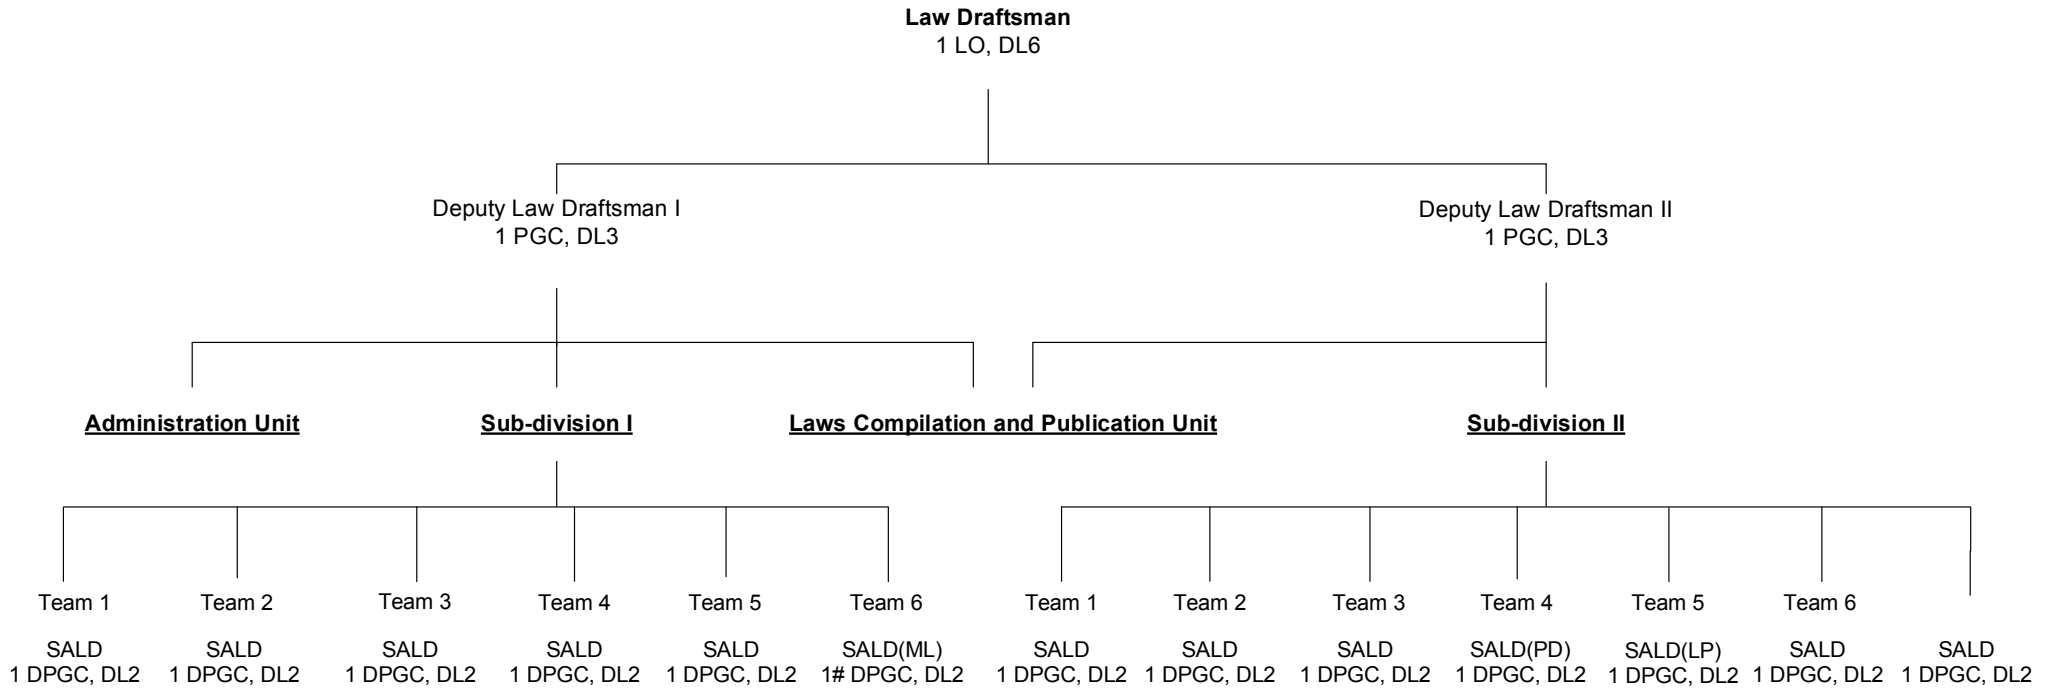 Law Draftsman
1 LO, DL6
Deputy Law Draftsman I
1 PGC, DL3
Deputy Law Draftsman II
1 PGC, DL3
Administration Unit
Sub-division I
Laws Compilation and Publication Unit
Sub-division II
Team 1
SALD
1 DPGC, DL2
Team 2
SALD
1 DPGC, DL2
Team 3
SALD
1 DPGC, DL2
Team 4
SALD
1 DPGC, DL2
Team 5
SALD
1 DPGC, DL2
Team 6
SALD(ML)
1# DPGC, DL2
Team 1
SALD
1 DPGC, DL2
Team 2
SALD
1 DPGC, DL2
Team 3
SALD
1 DPGC, DL2
Team 4
SALD(PD)
1 DPGC, DL2
Team 5
SALD(LP)
1 DPGC, DL2
Team 6
SALD
1 DPGC, DL2
SALD
1 DPGC, DL2